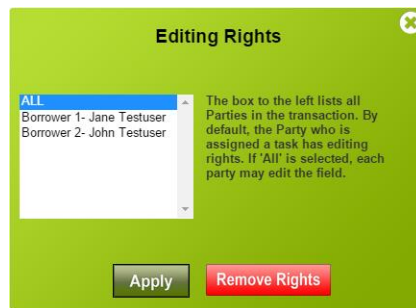 Editing Rights
ALL
Borrower 1- Jane Testuser
Borrower 2- John Testuser
The box to the left lists all
Parties in the transaction. By
default, the Party who is
assigned a task has editing
rights. If 'All' is selected, each
party may edit the field.
Apply
Remove Rights